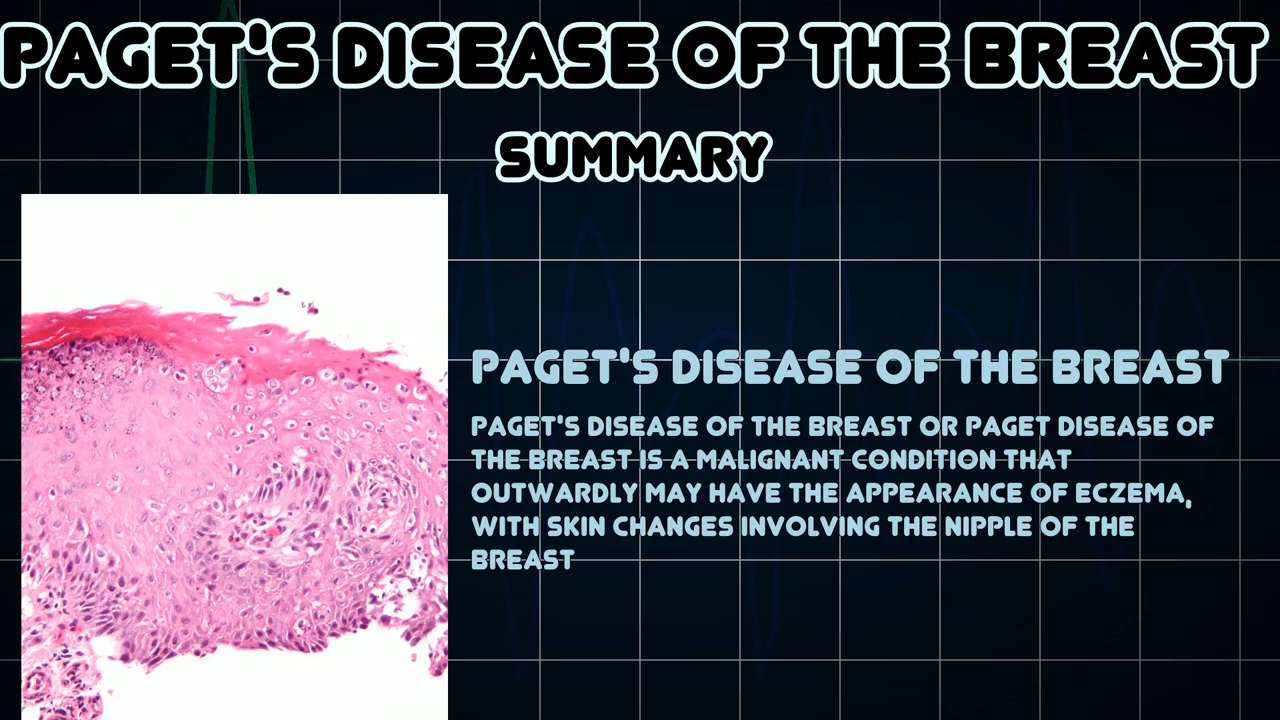 PAGET'S DISEASE OF THE BREAST
SUMMARY
PAGET'S DISEASE OF THE BREAST
PAGET'S DISEASE OF THE BREAST OR PAGET DISEASE OF
THE BREAST IS A MALIGNANT CONDITION THAT
OUTWARDLY MAY HAVE THE APPEARANCE OF ECZEMA,
WITH SKIN CHANGES INVOLVING THE NIPPLE OF THE
BREAST